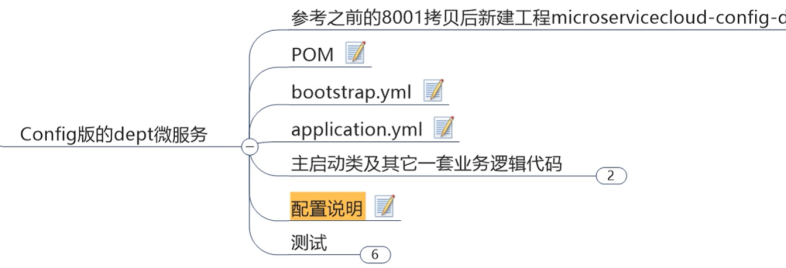 参考之前的8001拷贝后新建工程microservicecloud-config-d
POM
bootstrap.yml
application.yml
Config版的dept微服务
主启动类及其它一套业务逻辑代码
2
配置说明
测试
6